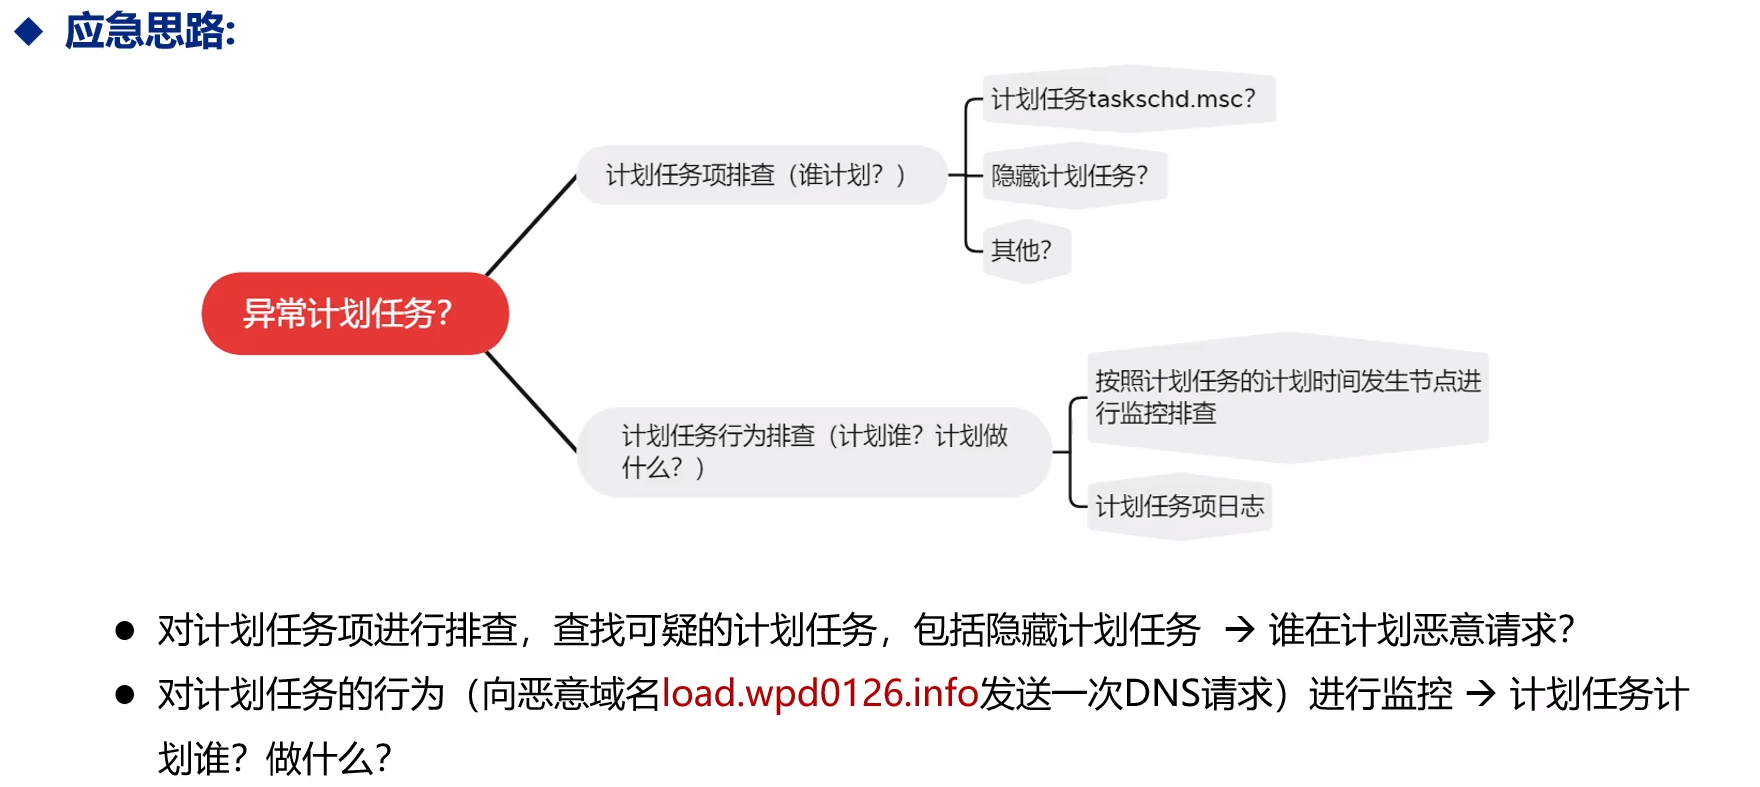 应急思路:
计划任务taskschd.msc？
计划任务项排查（谁计划？）
隐藏计划任务？
其他？
异常计划任务？
按照计划任务的计划时间发生节点进
行监控排查
计划任务行为排查（计划谁？计划做
什么？）
计划任务项日志
● 对计划任务项进行排查，查找可疑的计划任务，包括隐藏计划任务 → 谁在计划恶意请求？
● 对计划任务的行为（向恶意域名load.wpd0126.info发送一次DNS请求）进行监控 → 计划任务计
划谁？做什么？